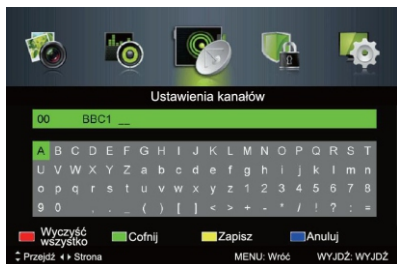 Ustawienia kanałów
00 BBC1 __
A B C D E F G H I J K L M N O P Q R S T
U V W X Y Z a b c d e f g h i j k l m n
o p q r s t u v w x y z 1 2 3 4 5 6 7 8
9 0 . , _ ( ) [ ] < > + - * / ! ? : =
Wyczyść wszystko Cofnij Zapisz Anuluj
Przejdź Strona MENU: Wróć WYJDŹ: WYJDŹ